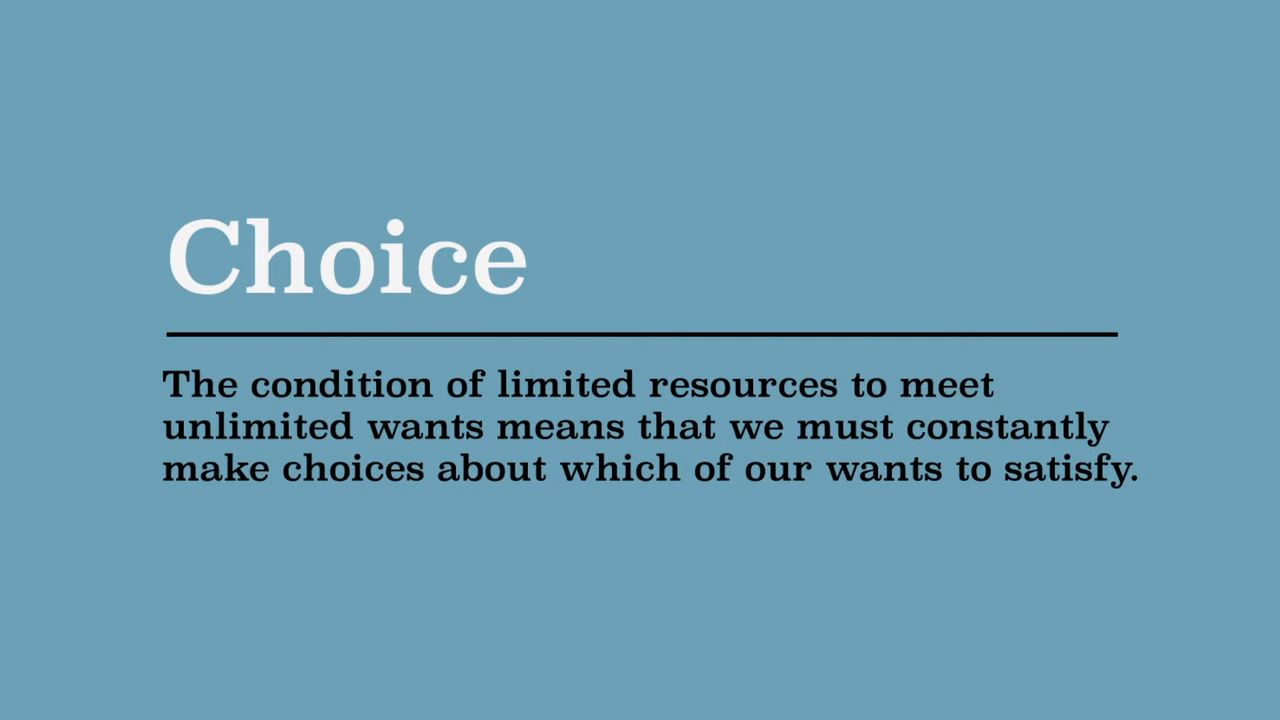 Choice
The condition of limited resources to meet
unlimited wants means that we must constantly
make choices about which of our wants to satisfy.